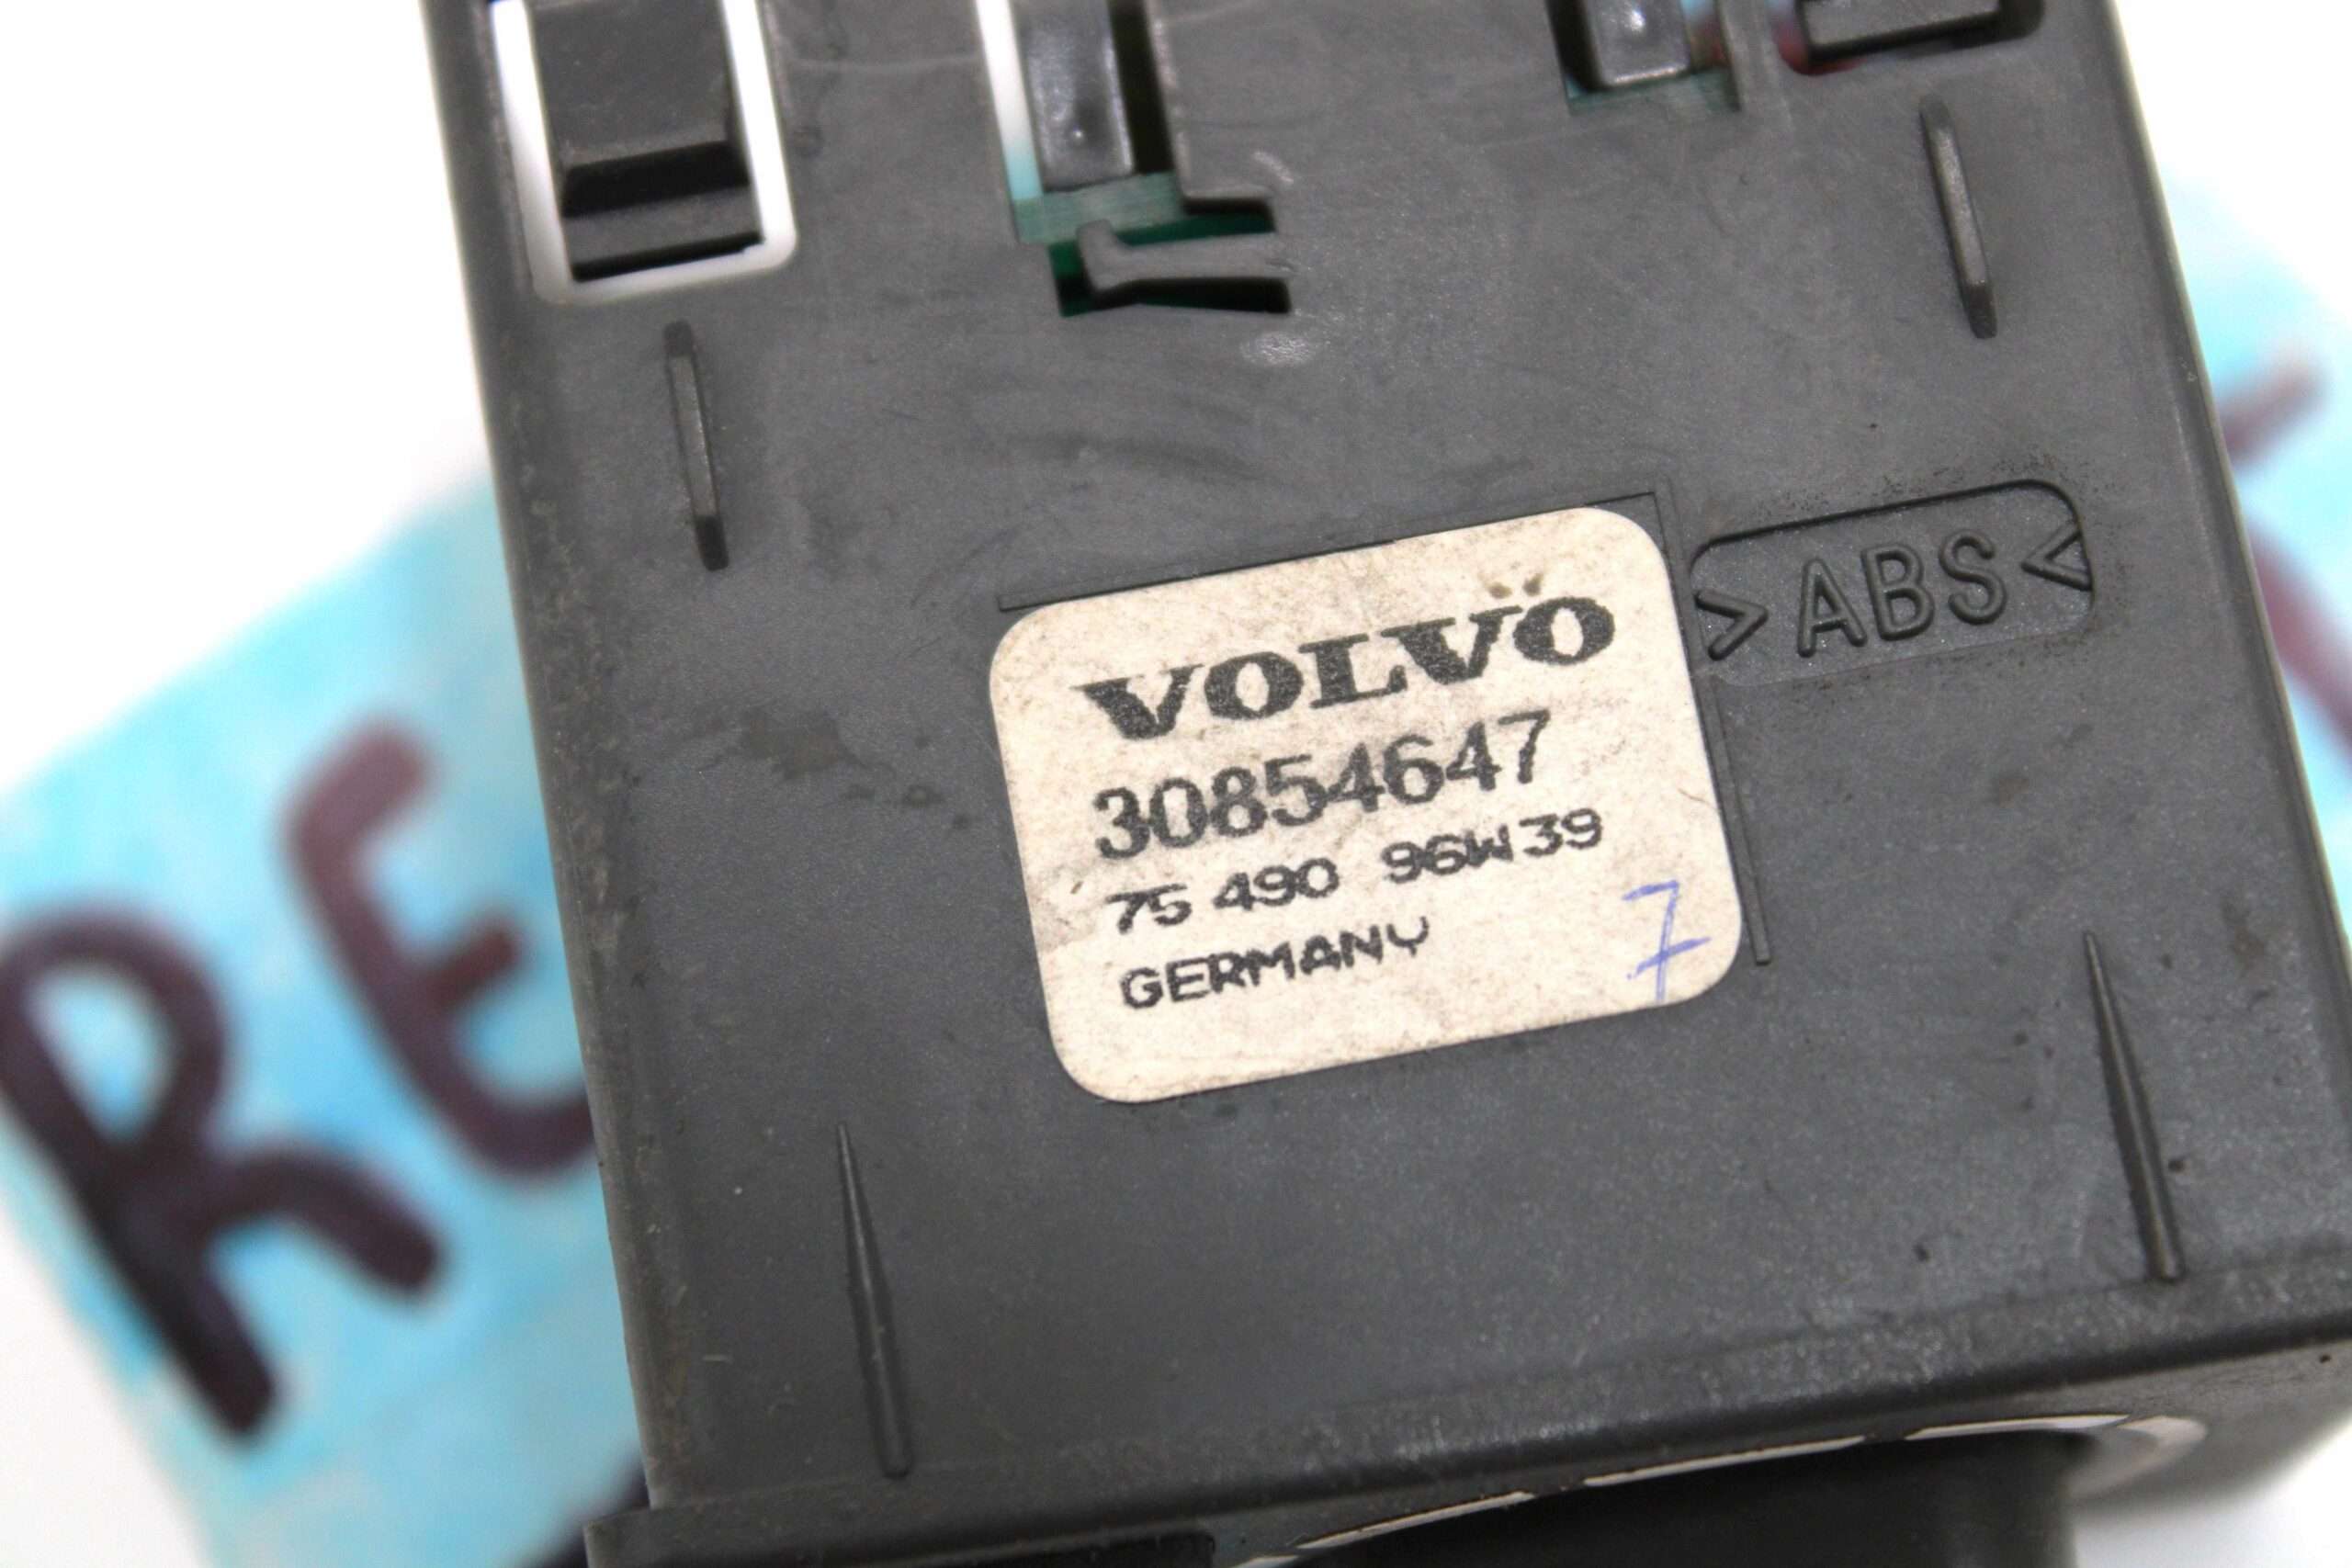 VOLVO
30854647
75 490 96W39
GERMANY
7
>ABS<
RE